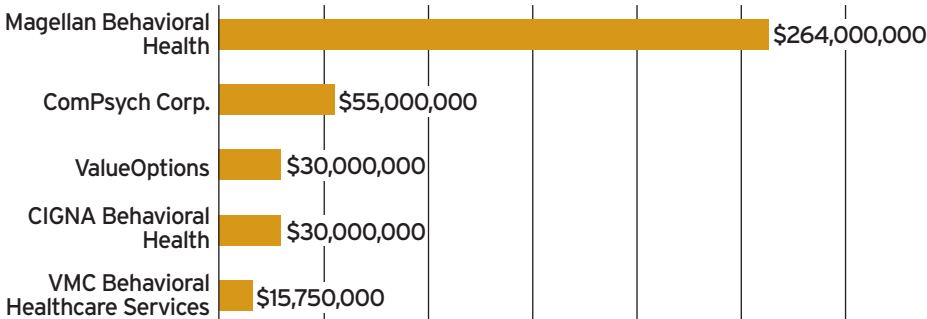 Magellan Behavioral
Health
$264,000,000
ComPsych Corp.
$55,000,000
ValueOptions
$30,000,000
CIGNA Behavioral
Health
$30,000,000
VMC Behavioral
Healthcare Services
$15,750,000